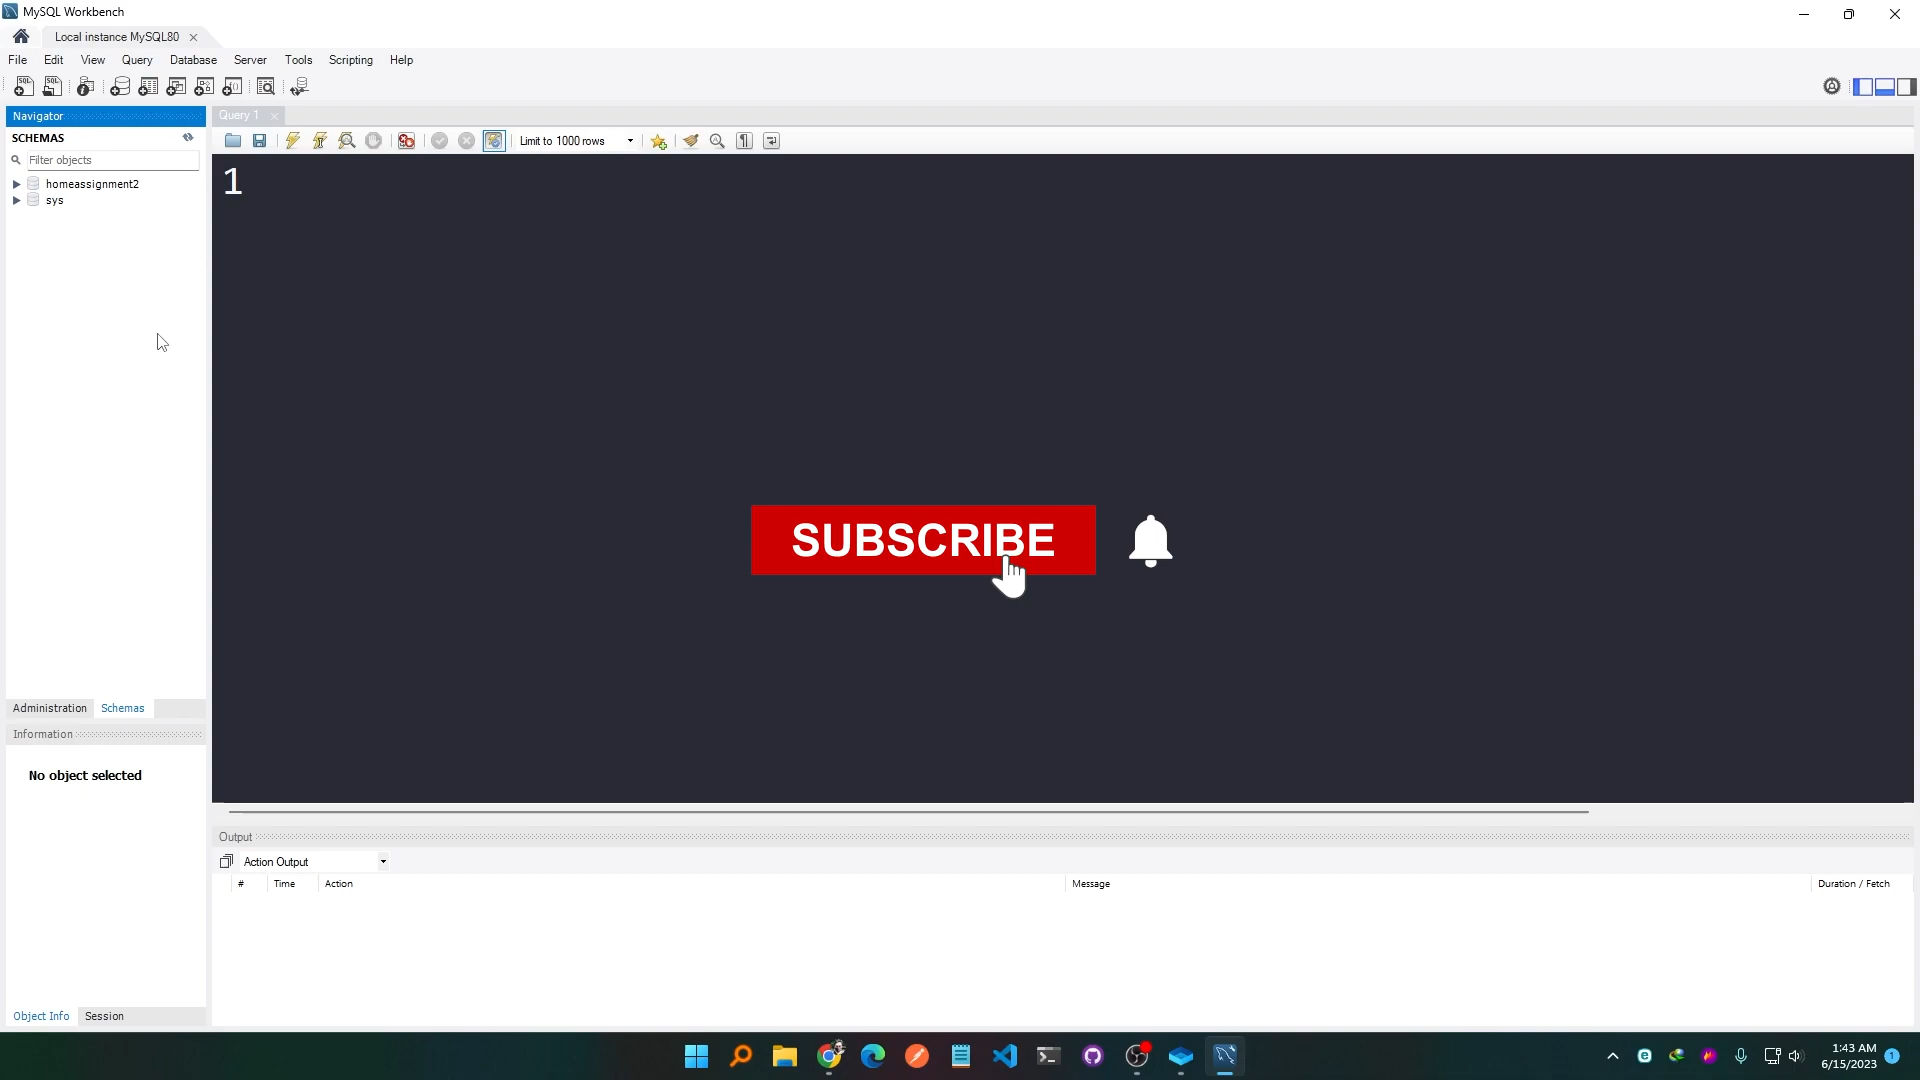 MySQL Workbench
Local instance MySQL80
File Edit View Query Database Server Tools Scripting Help
Navigator
SCHEMAS
Filter objects
homeassignment2
sys
Administration Schemas
Information
No object selected
Object Info Session
Query 1
Limit to 1000 rows
1
SUBSCRIBE
Output
Action Output
# Time Action Message Duration / Fetch
1:43 AM
6/15/2023
1